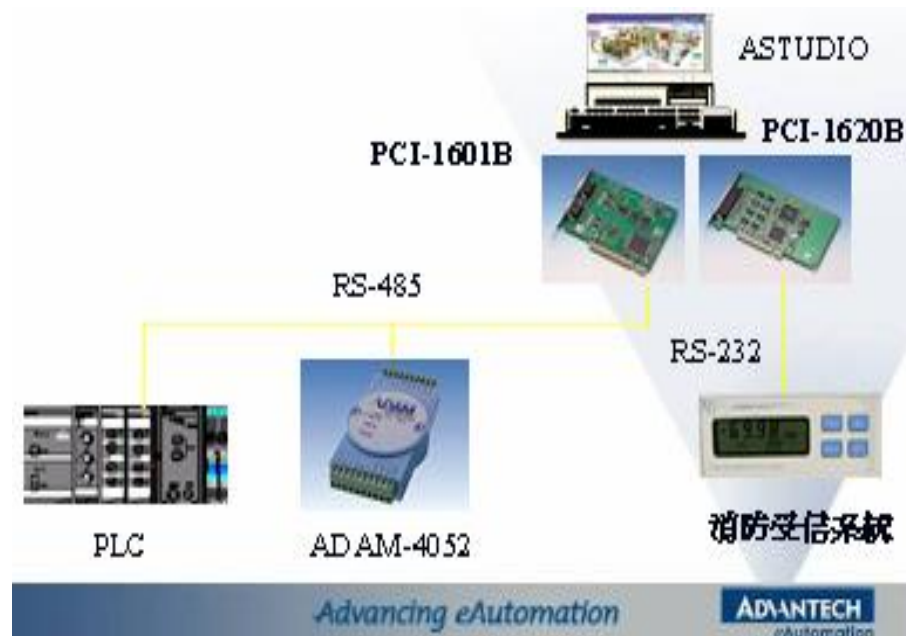 ASTUDIO
PCI-1620B
PCI-1601B
RS-485
RS-232
ADAM
PLC
ADAM-4052
消防受信系統
Advancing eAutomation
ADVANTECH
eAutomation